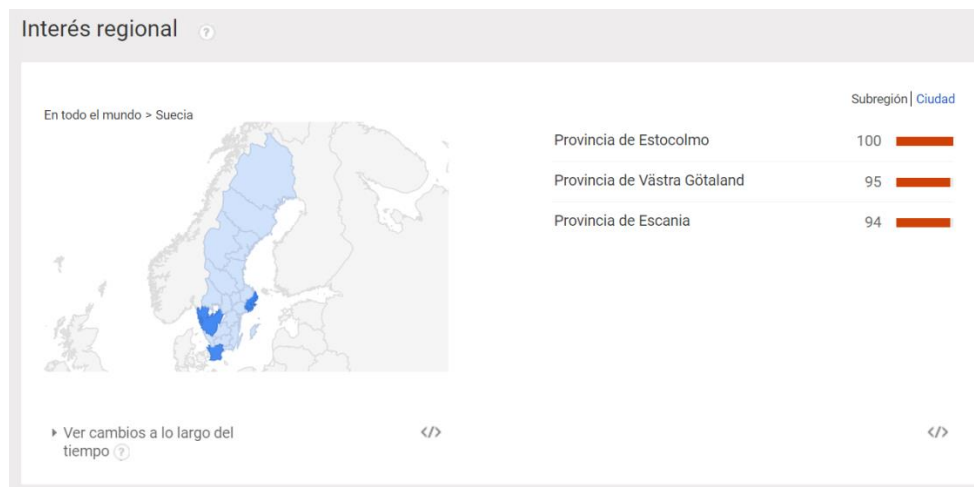 Interés regional ?
Subregión | Ciudad
En todo el mundo > Suecia
Provincia de Estocolmo 100
Provincia de Västra Götaland 95
Provincia de Escania 94
▸ Ver cambios a lo largo del
tiempo ?
</> </>